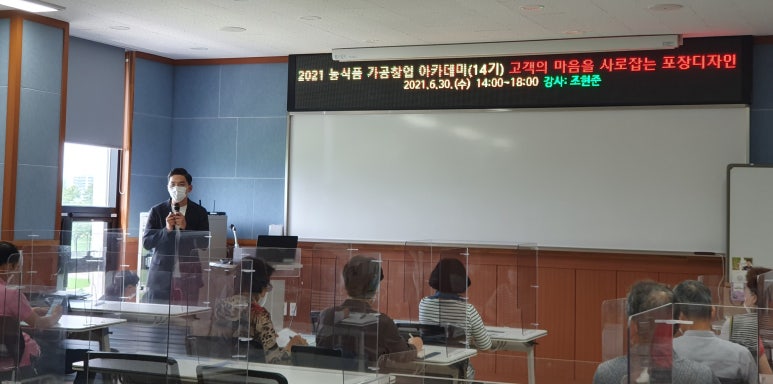 2021 농식품 가공창업 아카데미(14기) 고객의 마음을 사로잡는 포장디자인
2021.6.30.(수) 14:00~18:00 강사: 조원준